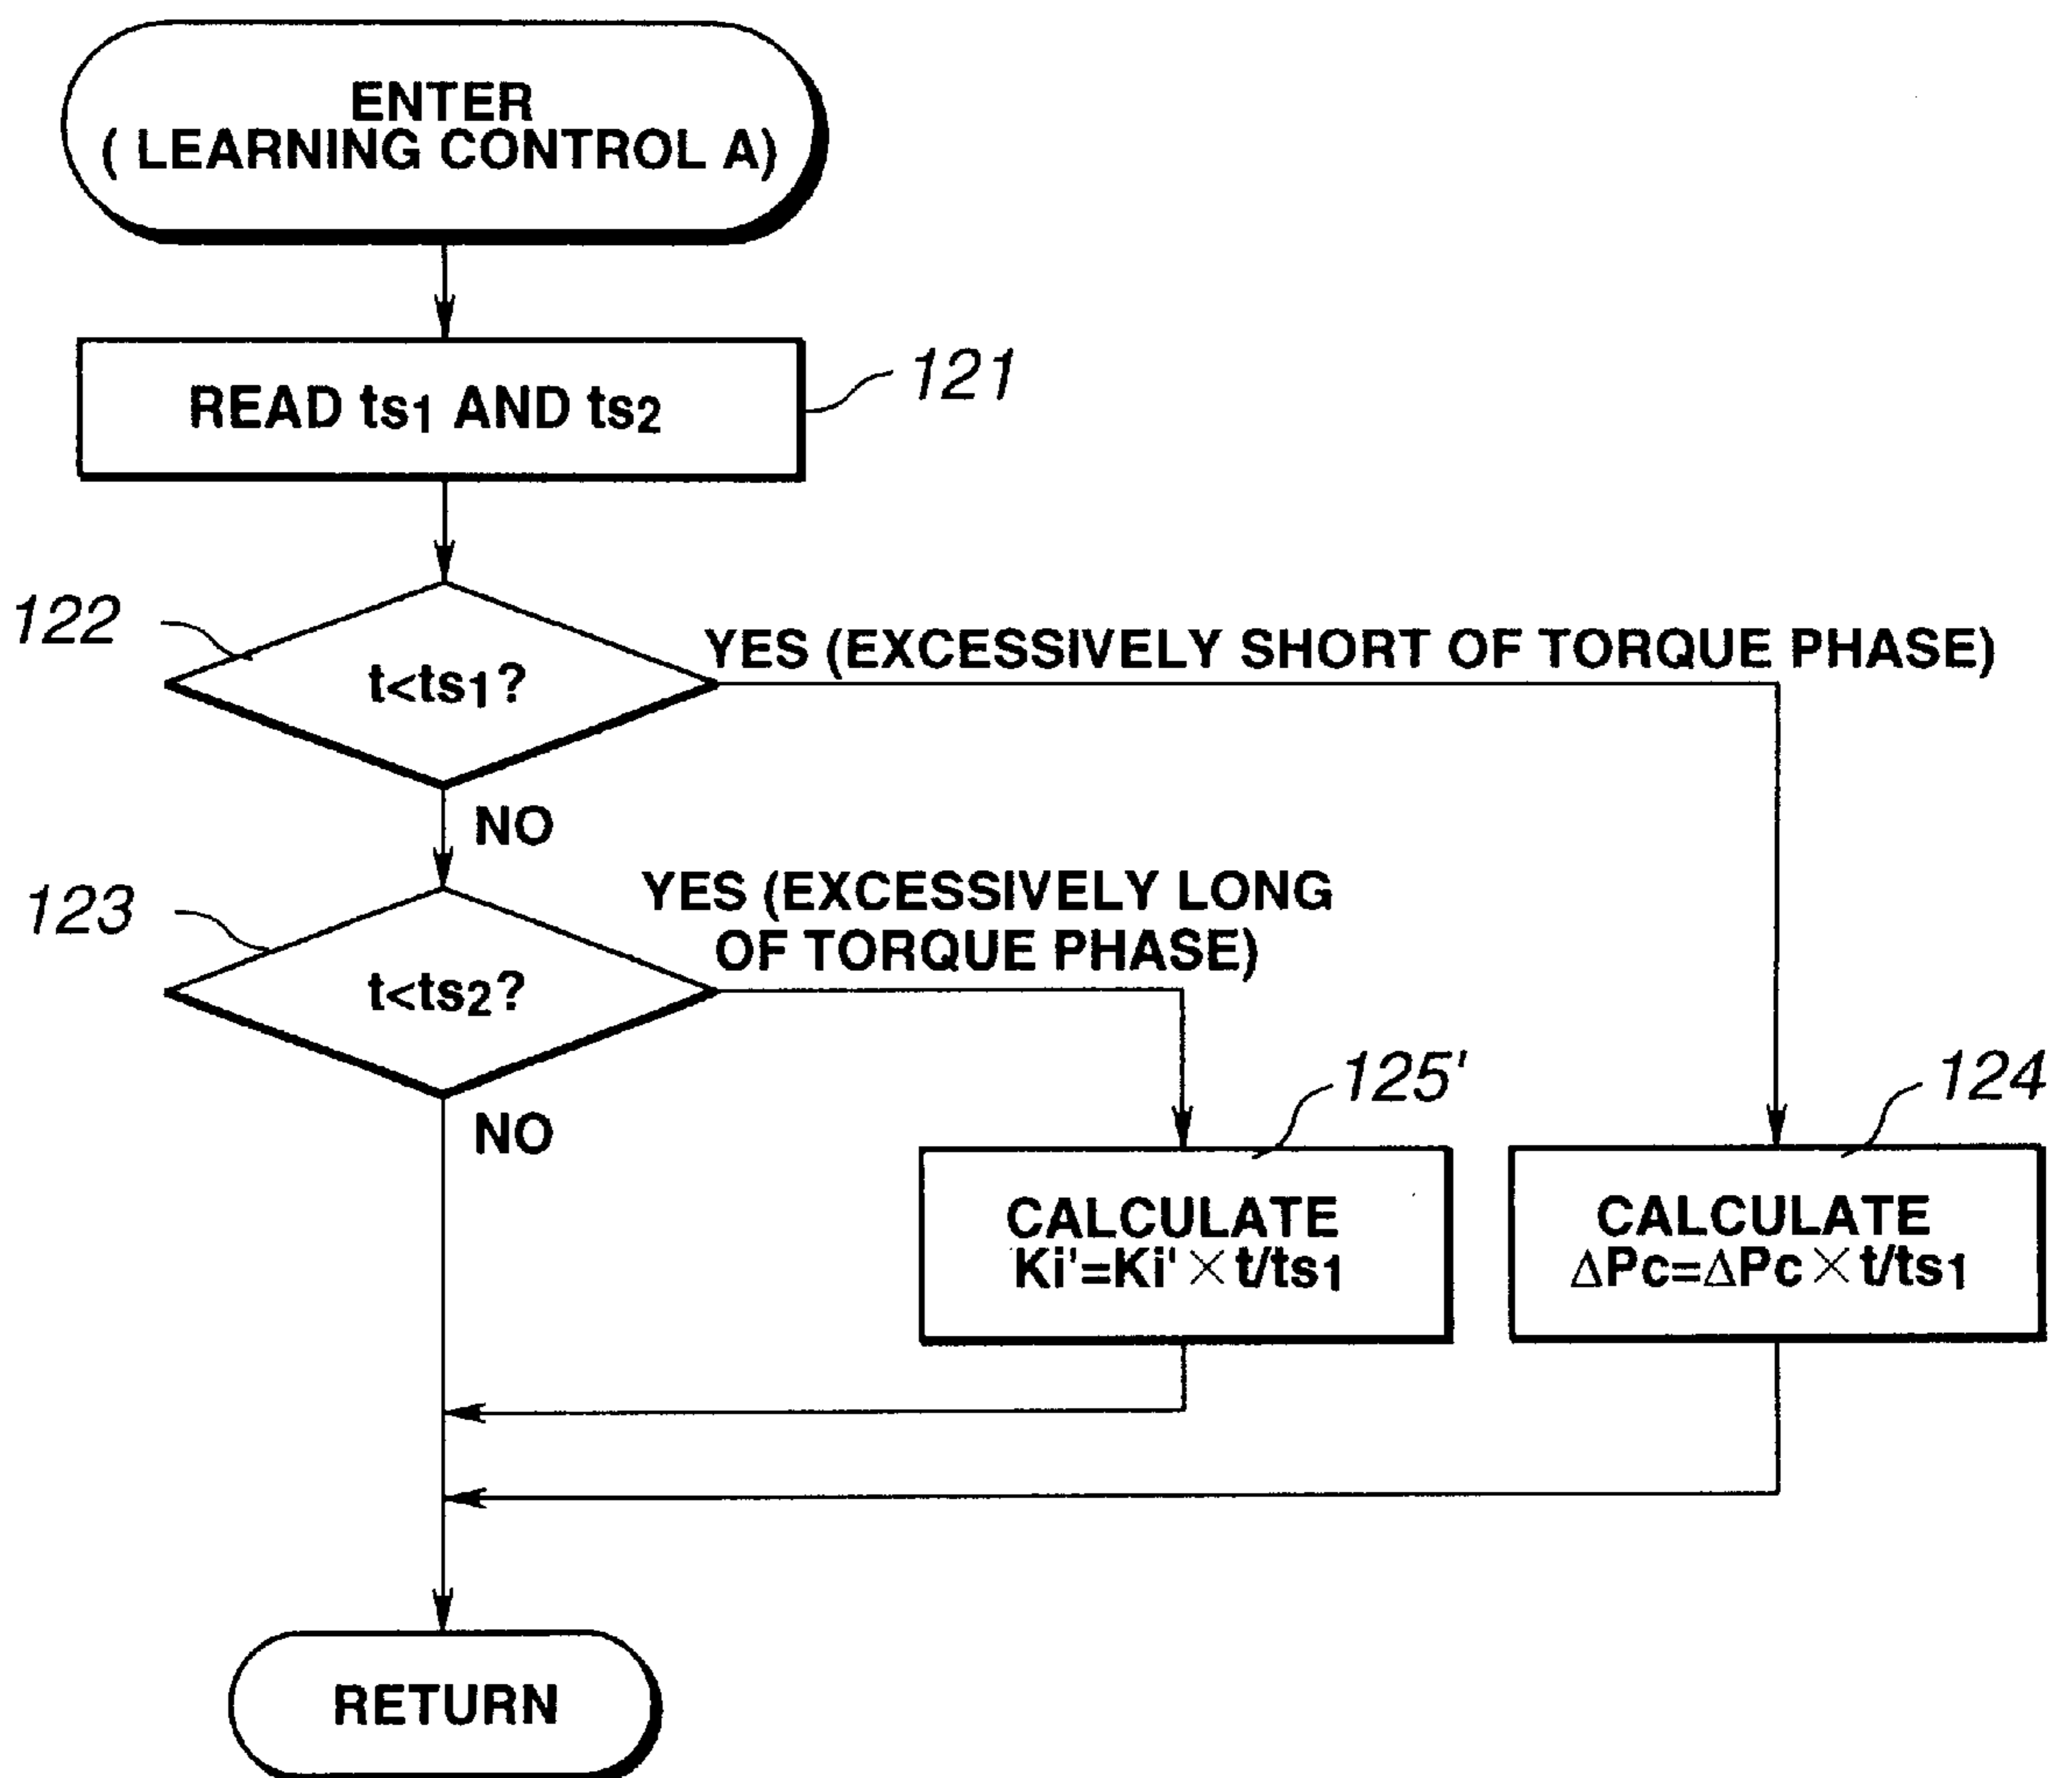 ENTER
( LEARNING CONTROL A)
READ ts1 AND ts2
121
122
t<ts1?
YES (EXCESSIVELY SHORT OF TORQUE PHASE)
NO
123
t<ts2?
YES (EXCESSIVELY LONG
OF TORQUE PHASE)
NO
125'
CALCULATE
Ki'=Ki'×t/ts1
124
CALCULATE
ΔPc=ΔPc×t/ts1
RETURN